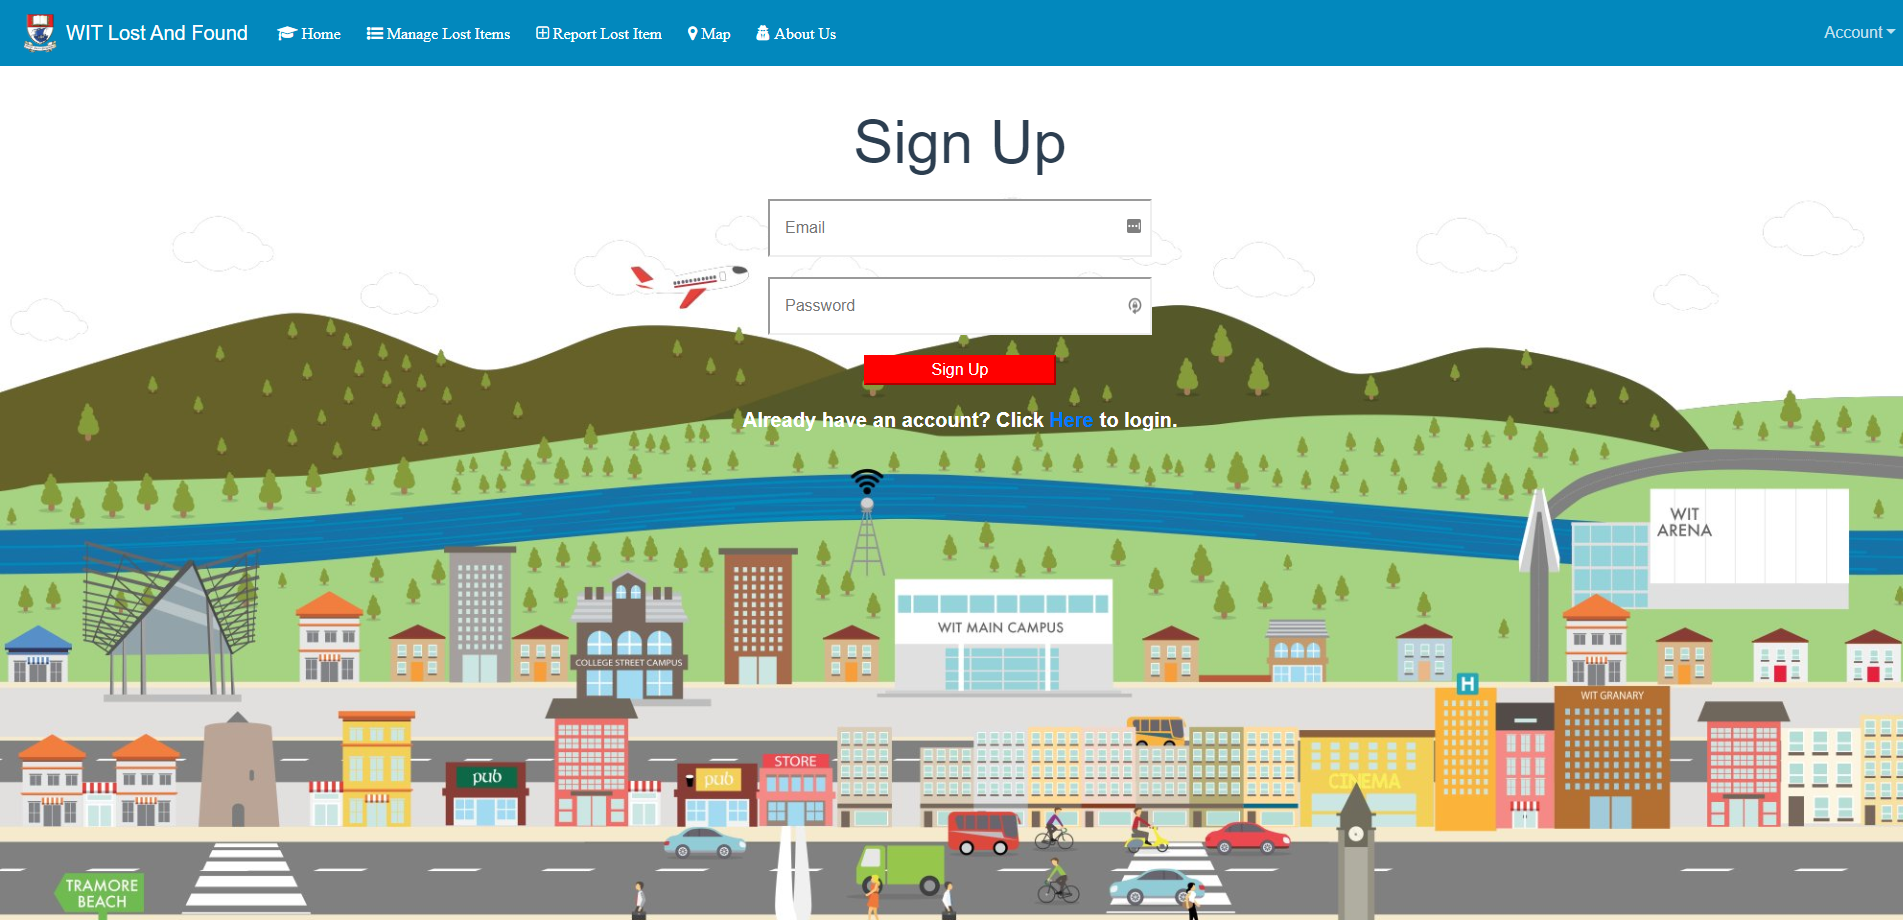 WIT Lost And Found
Home
Manage Lost Items
Report Lost Item
Map
About Us
Account
Sign Up
Email
Password
Sign Up
Already have an account? Click Here to login.
WIT
ARENA
WIT MAIN CAMPUS
COLLEGE STREET CAMPUS
H
WIT GRANARY
pub
pub
STORE
CINEMA
TRAMORE
BEACH